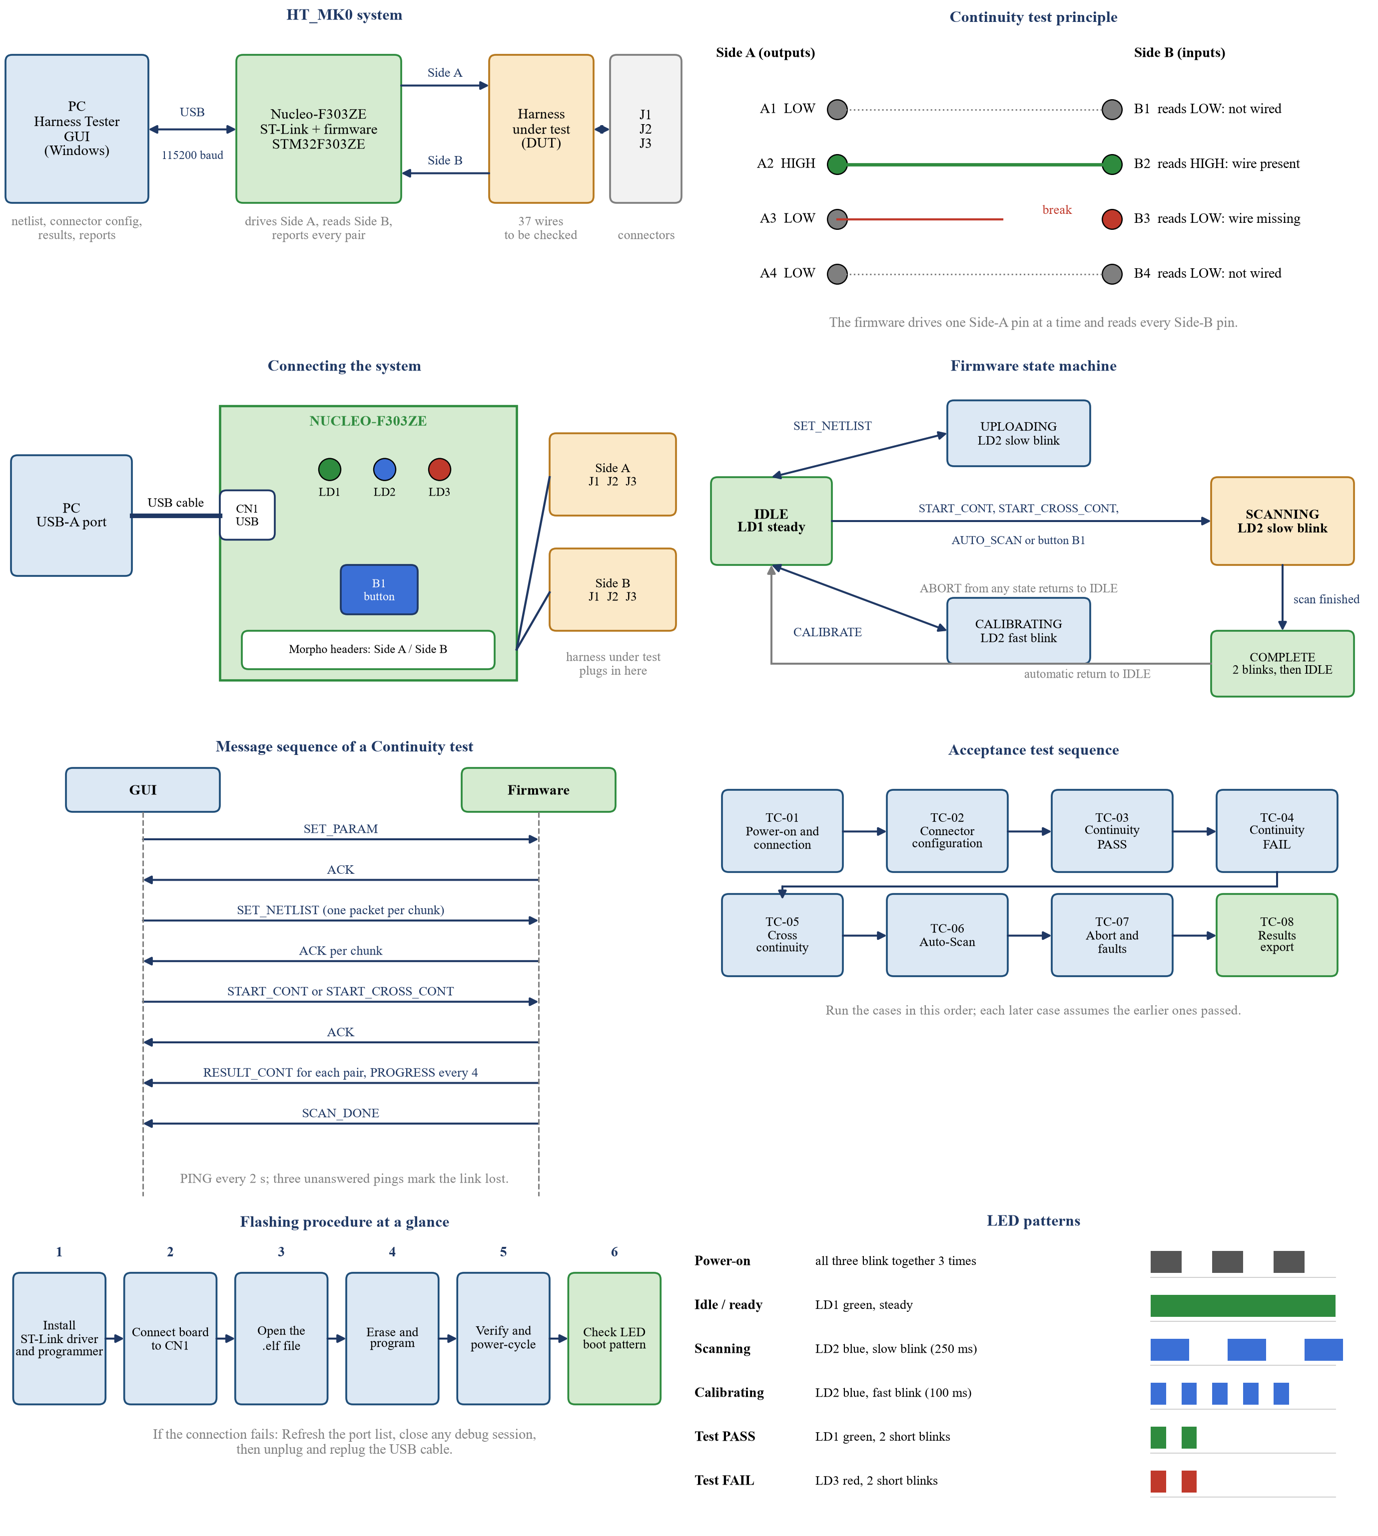 HT_MK0 system
PC
Harness Tester
GUI
(Windows)
USB
115200 baud
Nucleo-F303ZE
ST-Link + firmware
STM32F303ZE
Side A
Side B
Harness
under test
(DUT)
J1
J2
J3
netlist, connector config,
results, reports
drives Side A, reads Side B,
reports every pair
37 wires
to be checked
connectors
Continuity test principle
Side A (outputs)
Side B (inputs)
A1 LOW
B1 reads LOW: not wired
A2 HIGH
B2 reads HIGH: wire present
A3 LOW
break
B3 reads LOW: wire missing
A4 LOW
B4 reads LOW: not wired
The firmware drives one Side-A pin at a time and reads every Side-B pin.
Connecting the system
PC
USB-A port
USB cable
NUCLEO-F303ZE
LD1
LD2
LD3
CN1
USB
B1
button
Morpho headers: Side A / Side B
Side A
J1 J2 J3
Side B
J1 J2 J3
harness under test
plugs in here
Firmware state machine
SET_NETLIST
UPLOADING
LD2 slow blink
IDLE
LD1 steady
START_CONT, START_CROSS_CONT,
AUTO_SCAN or button B1
SCANNING
LD2 slow blink
ABORT from any state returns to IDLE
CALIBRATE
CALIBRATING
LD2 fast blink
scan finished
COMPLETE
2 blinks, then IDLE
automatic return to IDLE
Message sequence of a Continuity test
GUI
Firmware
SET_PARAM
ACK
SET_NETLIST (one packet per chunk)
ACK per chunk
START_CONT or START_CROSS_CONT
ACK
RESULT_CONT for each pair, PROGRESS every 4
SCAN_DONE
PING every 2 s; three unanswered pings mark the link lost.
Acceptance test sequence
TC-01
Power-on and
connection
TC-02
Connector
configuration
TC-03
Continuity
PASS
TC-04
Continuity
FAIL
TC-05
Cross
continuity
TC-06
Auto-Scan
TC-07
Abort and
faults
TC-08
Results
export
Run the cases in this order; each later case assumes the earlier ones passed.
Flashing procedure at a glance
1
Install
ST-Link driver
and programmer
2
Connect board
to CN1
3
Open the
.elf file
4
Erase and
program
5
Verify and
power-cycle
6
Check LED
boot pattern
If the connection fails: Refresh the port list, close any debug session,
then unplug and replug the USB cable.
LED patterns
Power-on
all three blink together 3 times
Idle / ready
LD1 green, steady
Scanning
LD2 blue, slow blink (250 ms)
Calibrating
LD2 blue, fast blink (100 ms)
Test PASS
LD1 green, 2 short blinks
Test FAIL
LD3 red, 2 short blinks